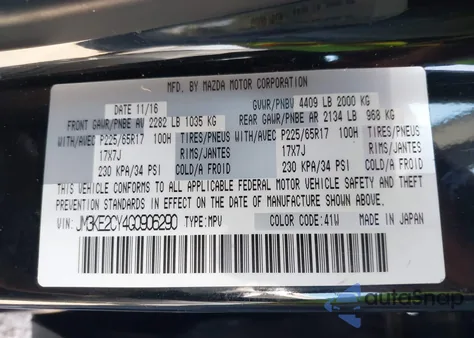 MFD. BY MAZDA MOTOR CORPORATION
DATE 11/16 GVWR/PNBV 4409 LB 2000 KG
FRONT GAWR/PNBE AV 2282 LB 1035 KG REAR GAWR/PNBE AR 2134 LB 968 KG
WITH/AVEC P225/65R17 100H TIRES/PNEUS WITH/AVEC P225/65R17 100H TIRES/PNEUS
17X7J RIMS/JANTES 17X7J RIMS/JANTES
230 KPA/34 PSI COLD/FROID 230 KPA/34 PSI COLD/FROID
THIS VEHICLE CONFORMS TO ALL APPLICABLE FEDERAL MOTOR VEHICLE SAFETY AND
THEFT PREVENTION STANDARDS IN EFFECT ON THE DATE OF MANUFACTURE SHOWN ABOVE.
VIN: JM3KE2CY4G0906290 TYPE: MPV COLOR CODE: 41W MADE IN JAPAN
autoSnap